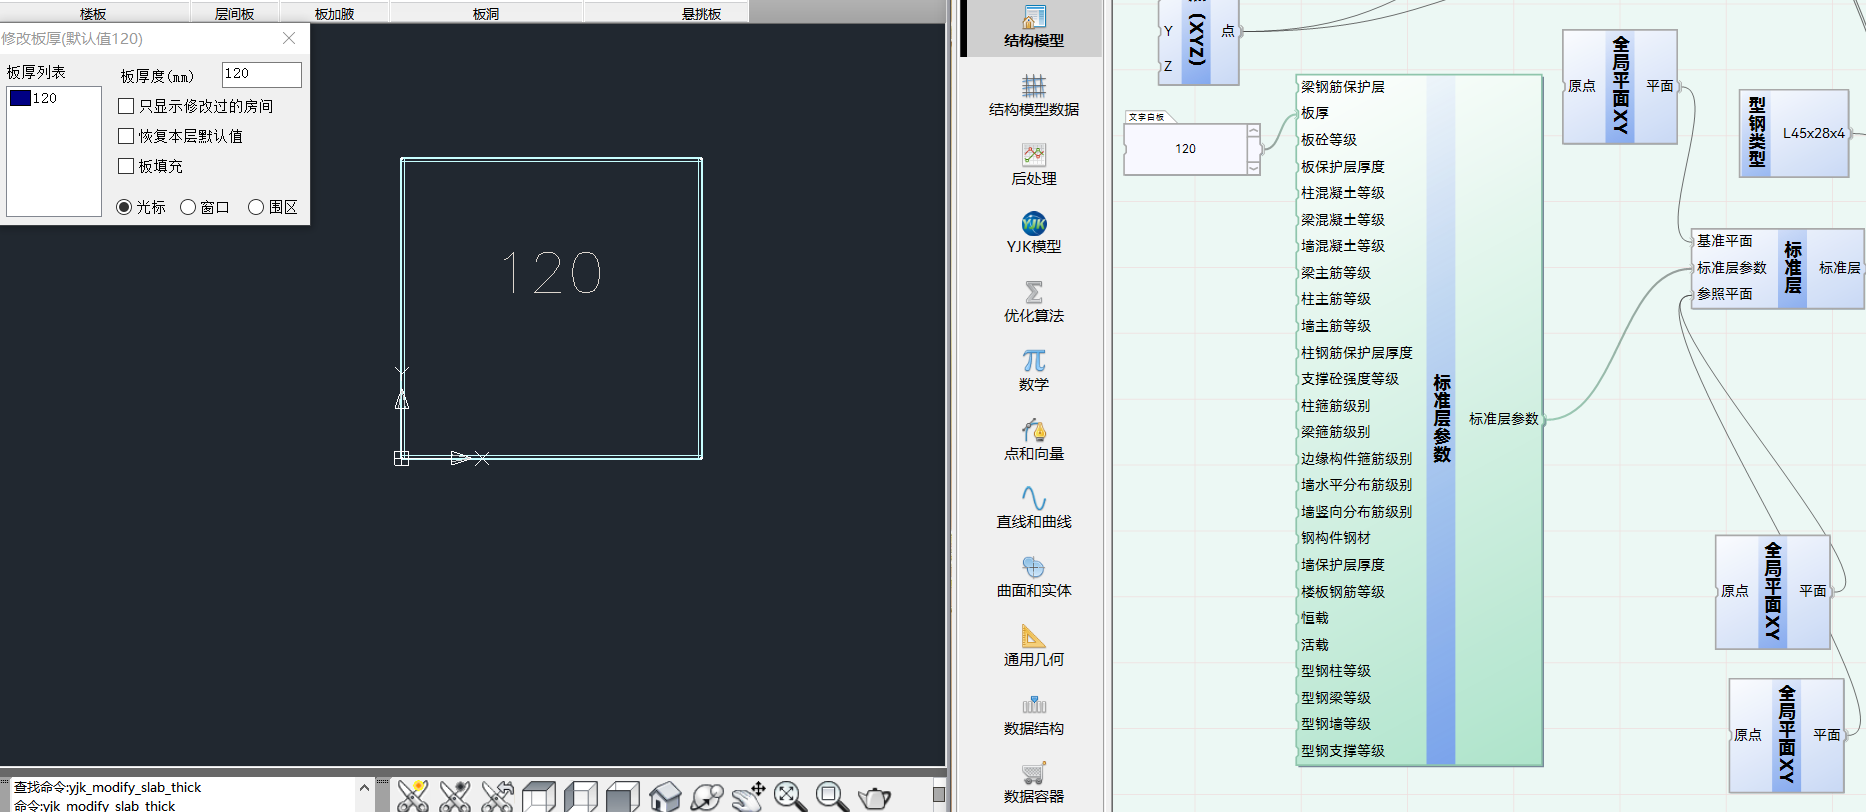 楼板 层间板 板加腋 板洞 悬挑板
修改板厚(默认值120)
板厚列表
120
板厚度(mm) 120
只显示修改过的房间
恢复本层默认值
板填充
光标 窗口 围区
120
查找命令:yjk_modify_slab_thick
命令:yjk_modify_slab_thick
结构模型
结构模型数据
后处理
YJK
YJK模型
优化算法
数学
点和向量
直线和曲线
曲面和实体
通用几何
数据结构
数据容器
Y
Z
(XYZ)
点
文字白板
120
梁钢筋保护层
板厚
板砼等级
板保护层厚度
柱混凝土等级
梁混凝土等级
墙混凝土等级
梁主筋等级
柱主筋等级
墙主筋等级
柱钢筋保护层厚度
支撑砼强度等级
柱箍筋级别
梁箍筋级别
边缘构件箍筋级别
墙水平分布筋级别
墙竖向分布筋级别
钢构件钢材
墙保护层厚度
楼板钢筋等级
恒载
活载
型钢柱等级
型钢梁等级
型钢墙等级
型钢支撑等级
标准层参数
标准层参数
原点
全局平面XY
平面
型钢类型
L45x28x4
基准平面
标准层参数
参照平面
标准层
标准层
原点
全局平面XY
平面
原点
全局平面XY
平面